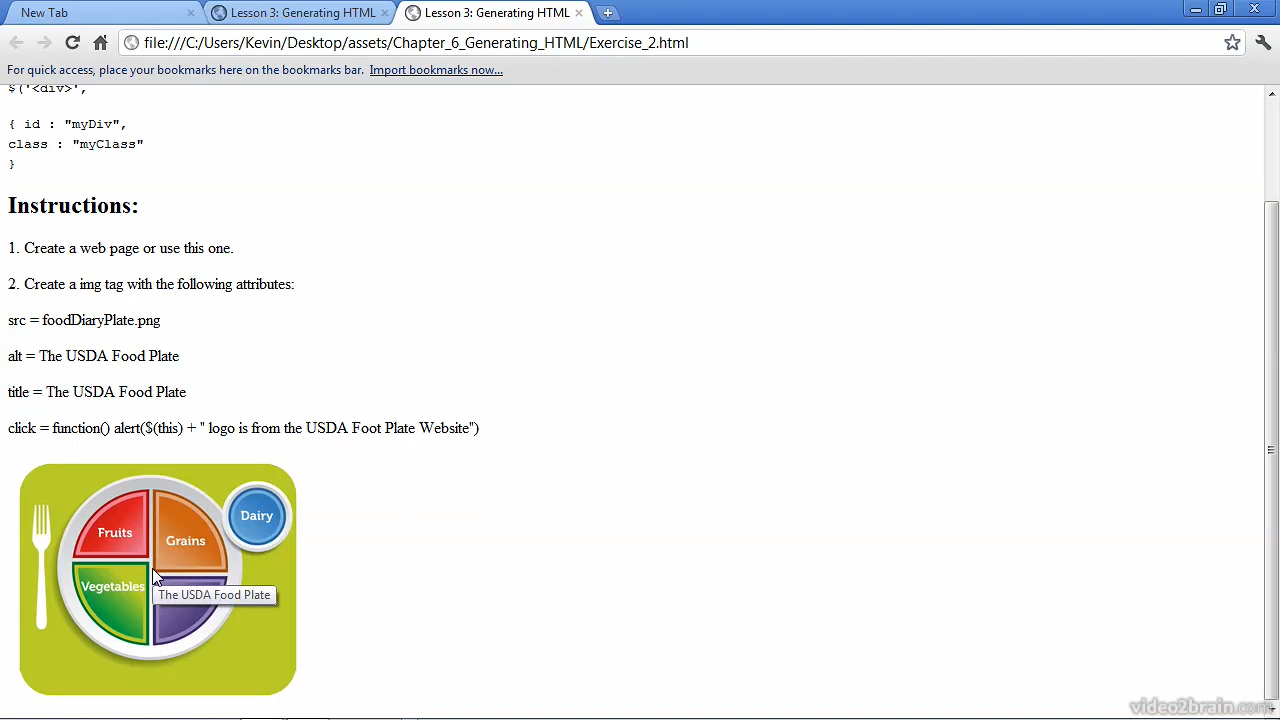 New Tab
Lesson 3: Generating HTML
Lesson 3: Generating HTML
file:///C:/Users/Kevin/Desktop/assets/Chapter_6_Generating_HTML/Exercise_2.html
For quick access, place your bookmarks here on the bookmarks bar. Import bookmarks now...
$('<div>',
{ id : "myDiv",
class : "myClass"
}
Instructions:
1. Create a web page or use this one.
2. Create a img tag with the following attributes:
src = foodDiaryPlate.png
alt = The USDA Food Plate
title = The USDA Food Plate
click = function() alert($(this) + " logo is from the USDA Foot Plate Website")
Dairy
Fruits
Grains
Vegetables
The USDA Food Plate
video2brain.com